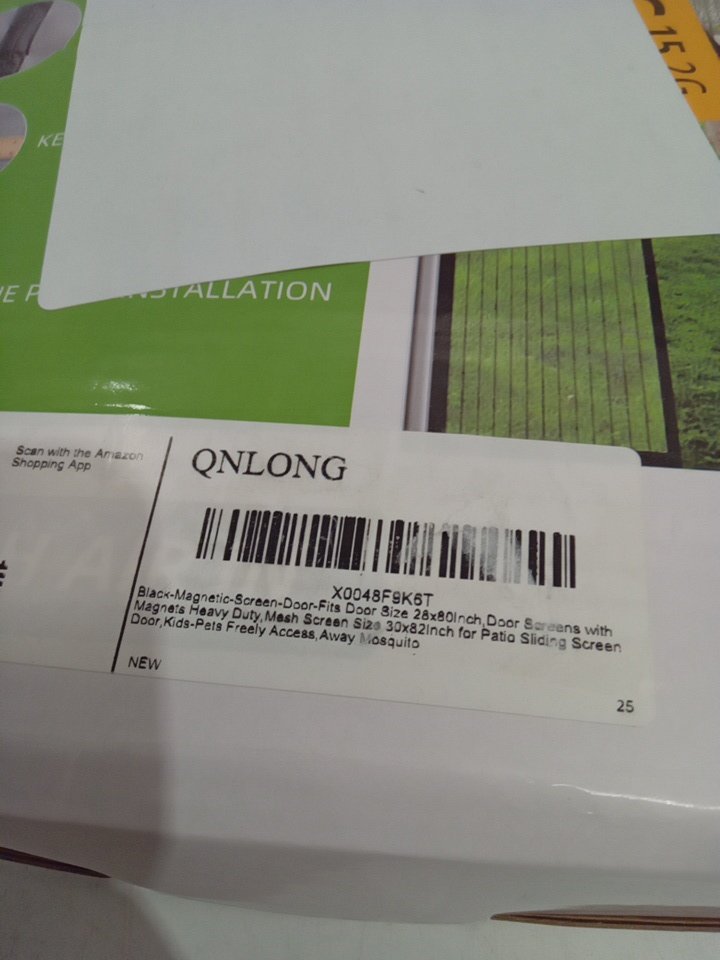 15.2G
KE
E P
INSTALLATION
Scan with the Amazon
Shopping App
QNLONG
X0048F9K6T
Black-Magnetic-Screen-Door-Fits Door Size 28x80Inch,Door Screens with
Magnets Heavy Duty,Mesh Screen Size 30x82Inch for Patio Sliding Screen
Door,Kids-Pets Freely Access,Away Mosquito
NEW
25